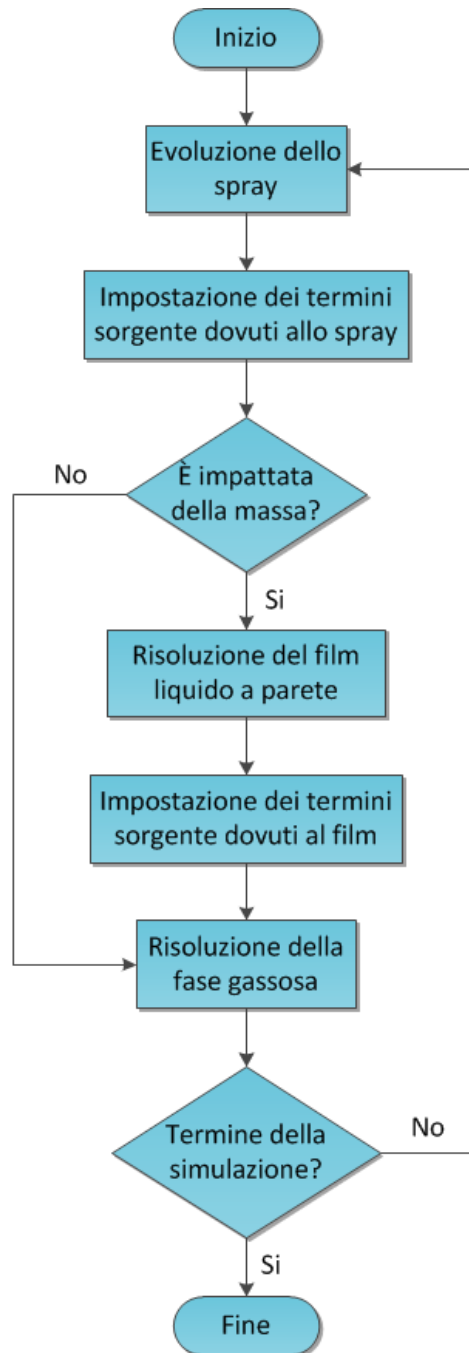 Inizio
Evoluzione dello
spray
Impostazione dei termini
sorgente dovuti allo spray
No
È impattata
della massa?
Si
Risoluzione del film
liquido a parete
Impostazione dei termini
sorgente dovuti al film
Risoluzione della
fase gassosa
Termine della
simulazione?
No
Si
Fine